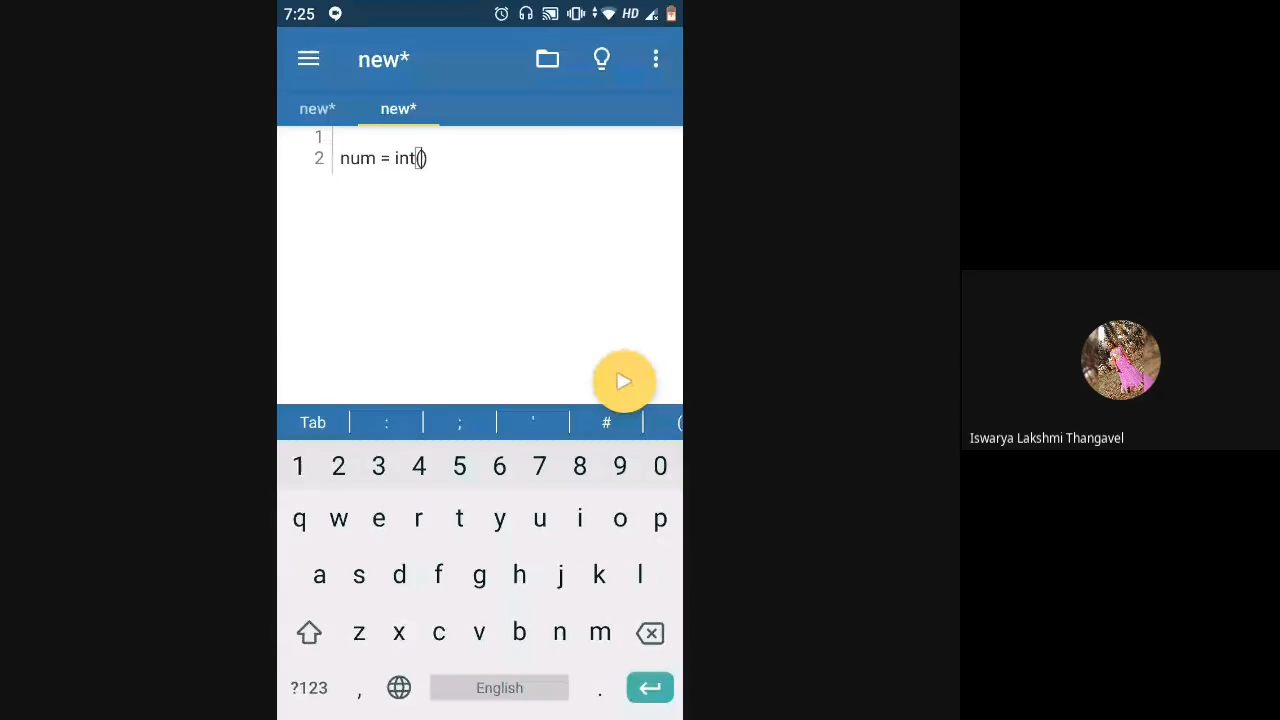 7:25 HD
new*
new* new*
1
2 num = int()
Tab : ; ' # (
1 2 3 4 5 6 7 8 9 0
q w e r t y u i o p
a s d f g h j k l
z x c v b n m
?123 , English .
Iswarya Lakshmi Thangavel